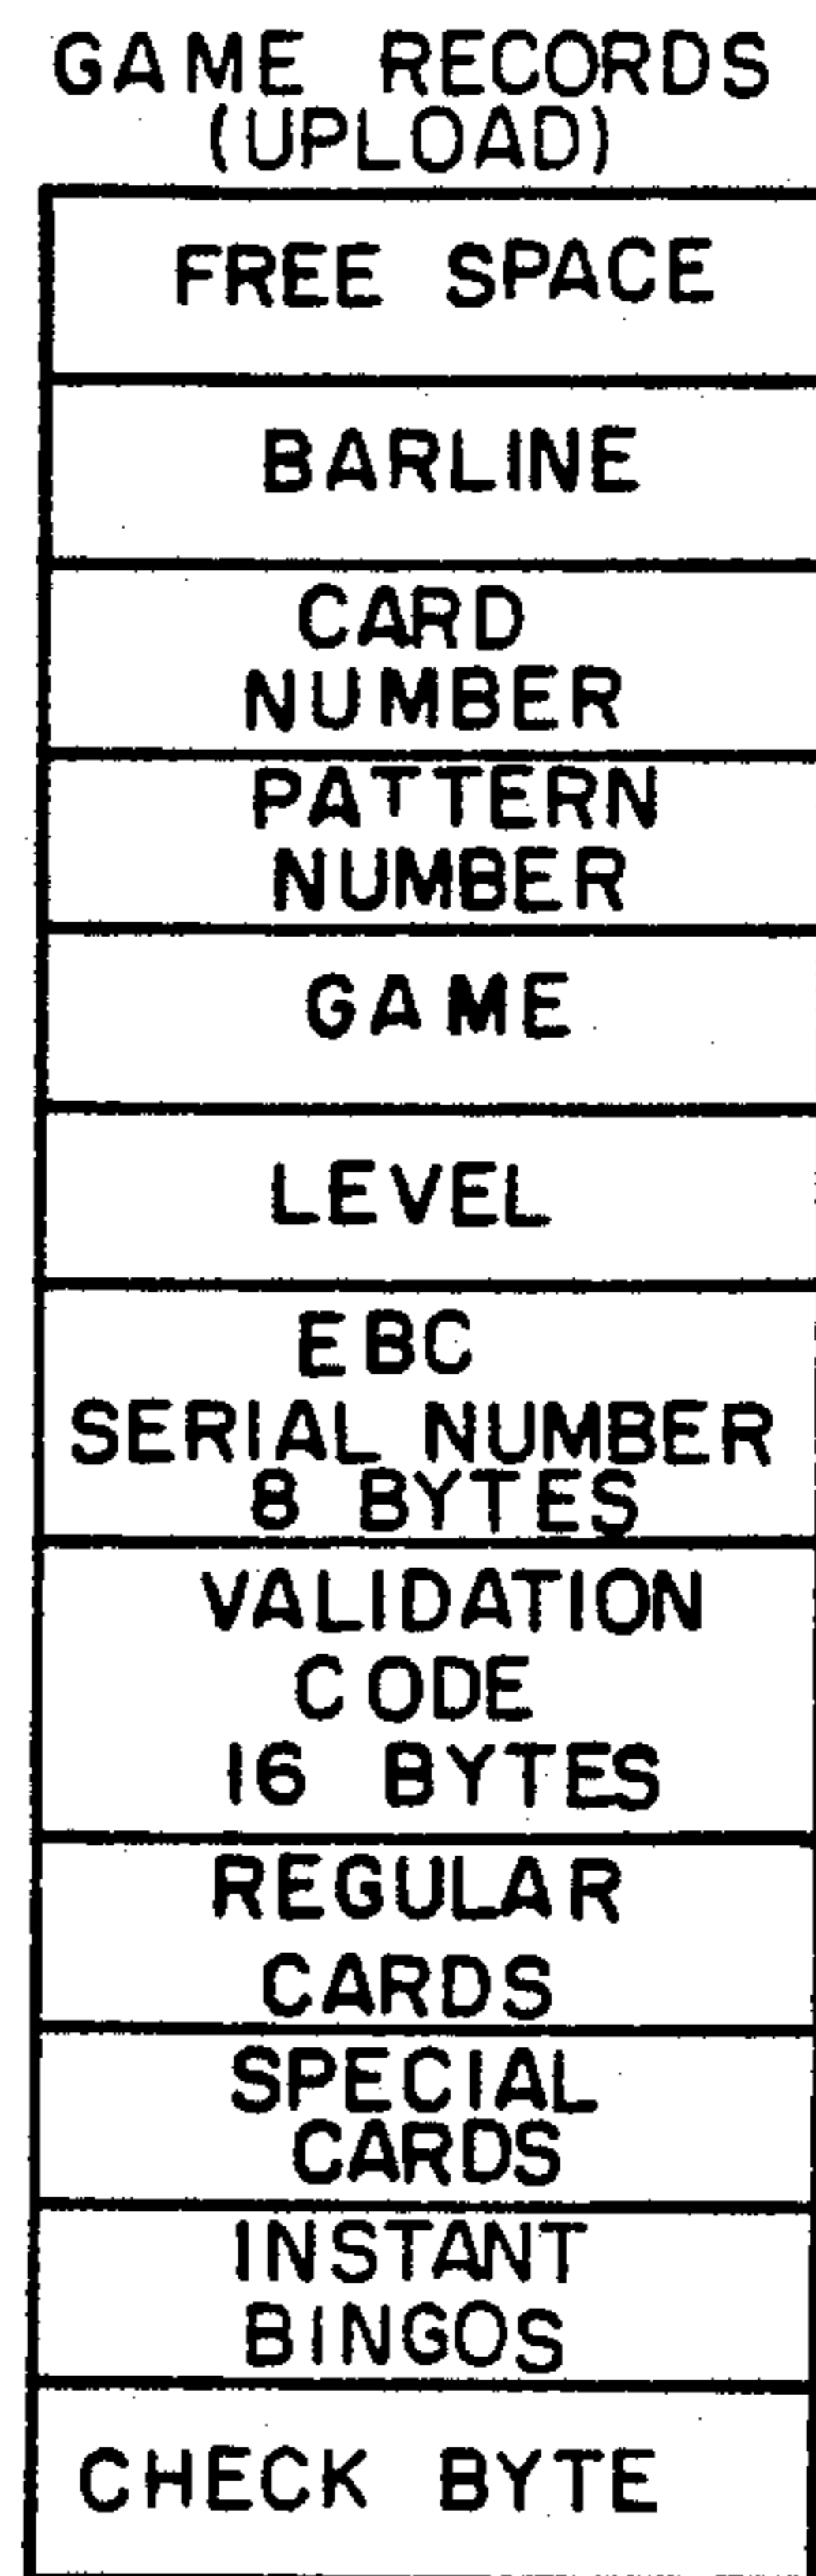 GAME RECORDS
(UPLOAD)
FREE SPACE
BARLINE
CARD
NUMBER
PATTERN
NUMBER
GAME
LEVEL
EBC
SERIAL NUMBER
8 BYTES
VALIDATION
CODE
16 BYTES
REGULAR
CARDS
SPECIAL
CARDS
INSTANT
BINGOS
CHECK BYTE